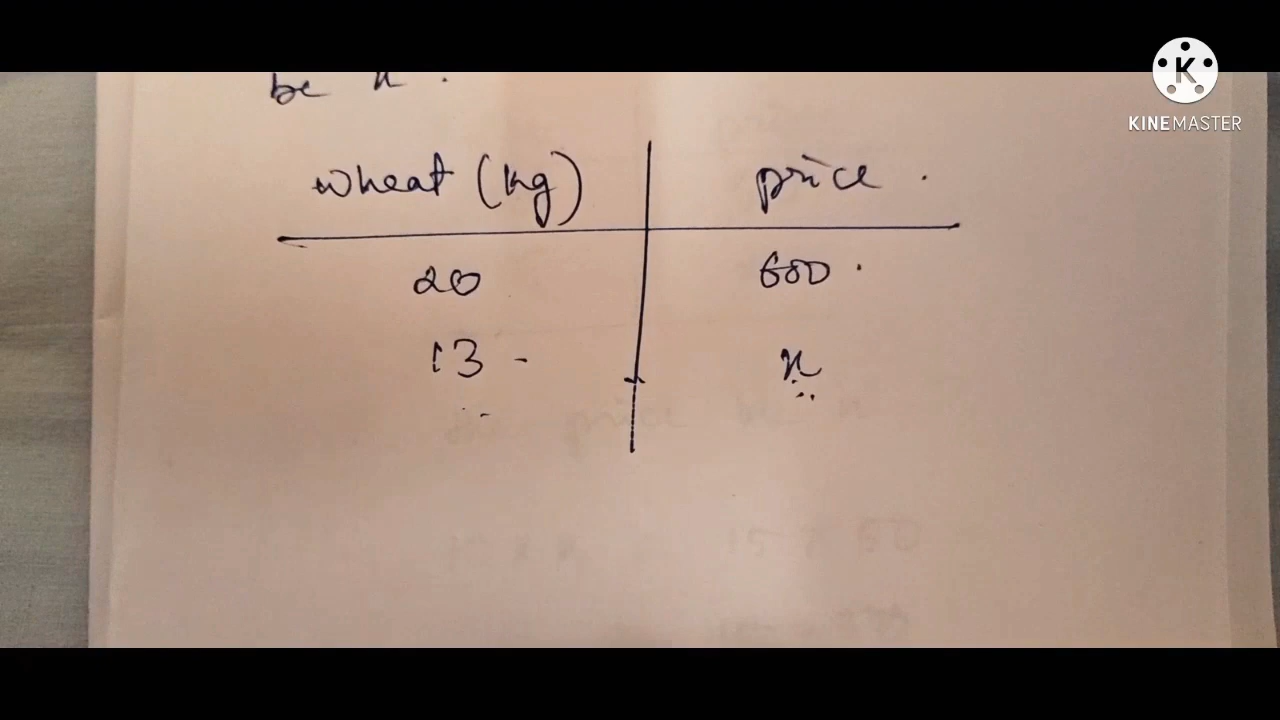 be x.
K
KINEMASTER
wheat (kg) price.
20 600.
13 x